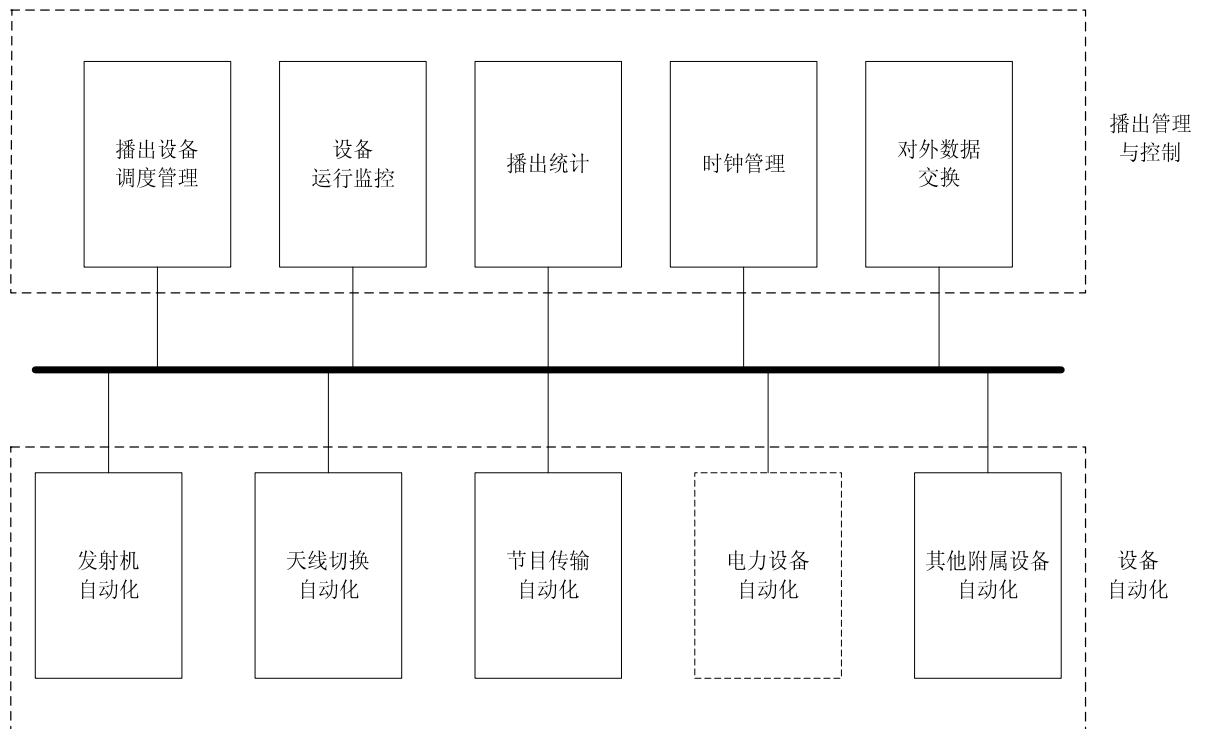 播出设备
调度管理
设备
运行监控
播出统计
时钟管理
对外数据
交换
播出管理
与控制
发射机
自动化
天线切换
自动化
节目传输
自动化
电力设备
自动化
其他附属设备
自动化
设备
自动化